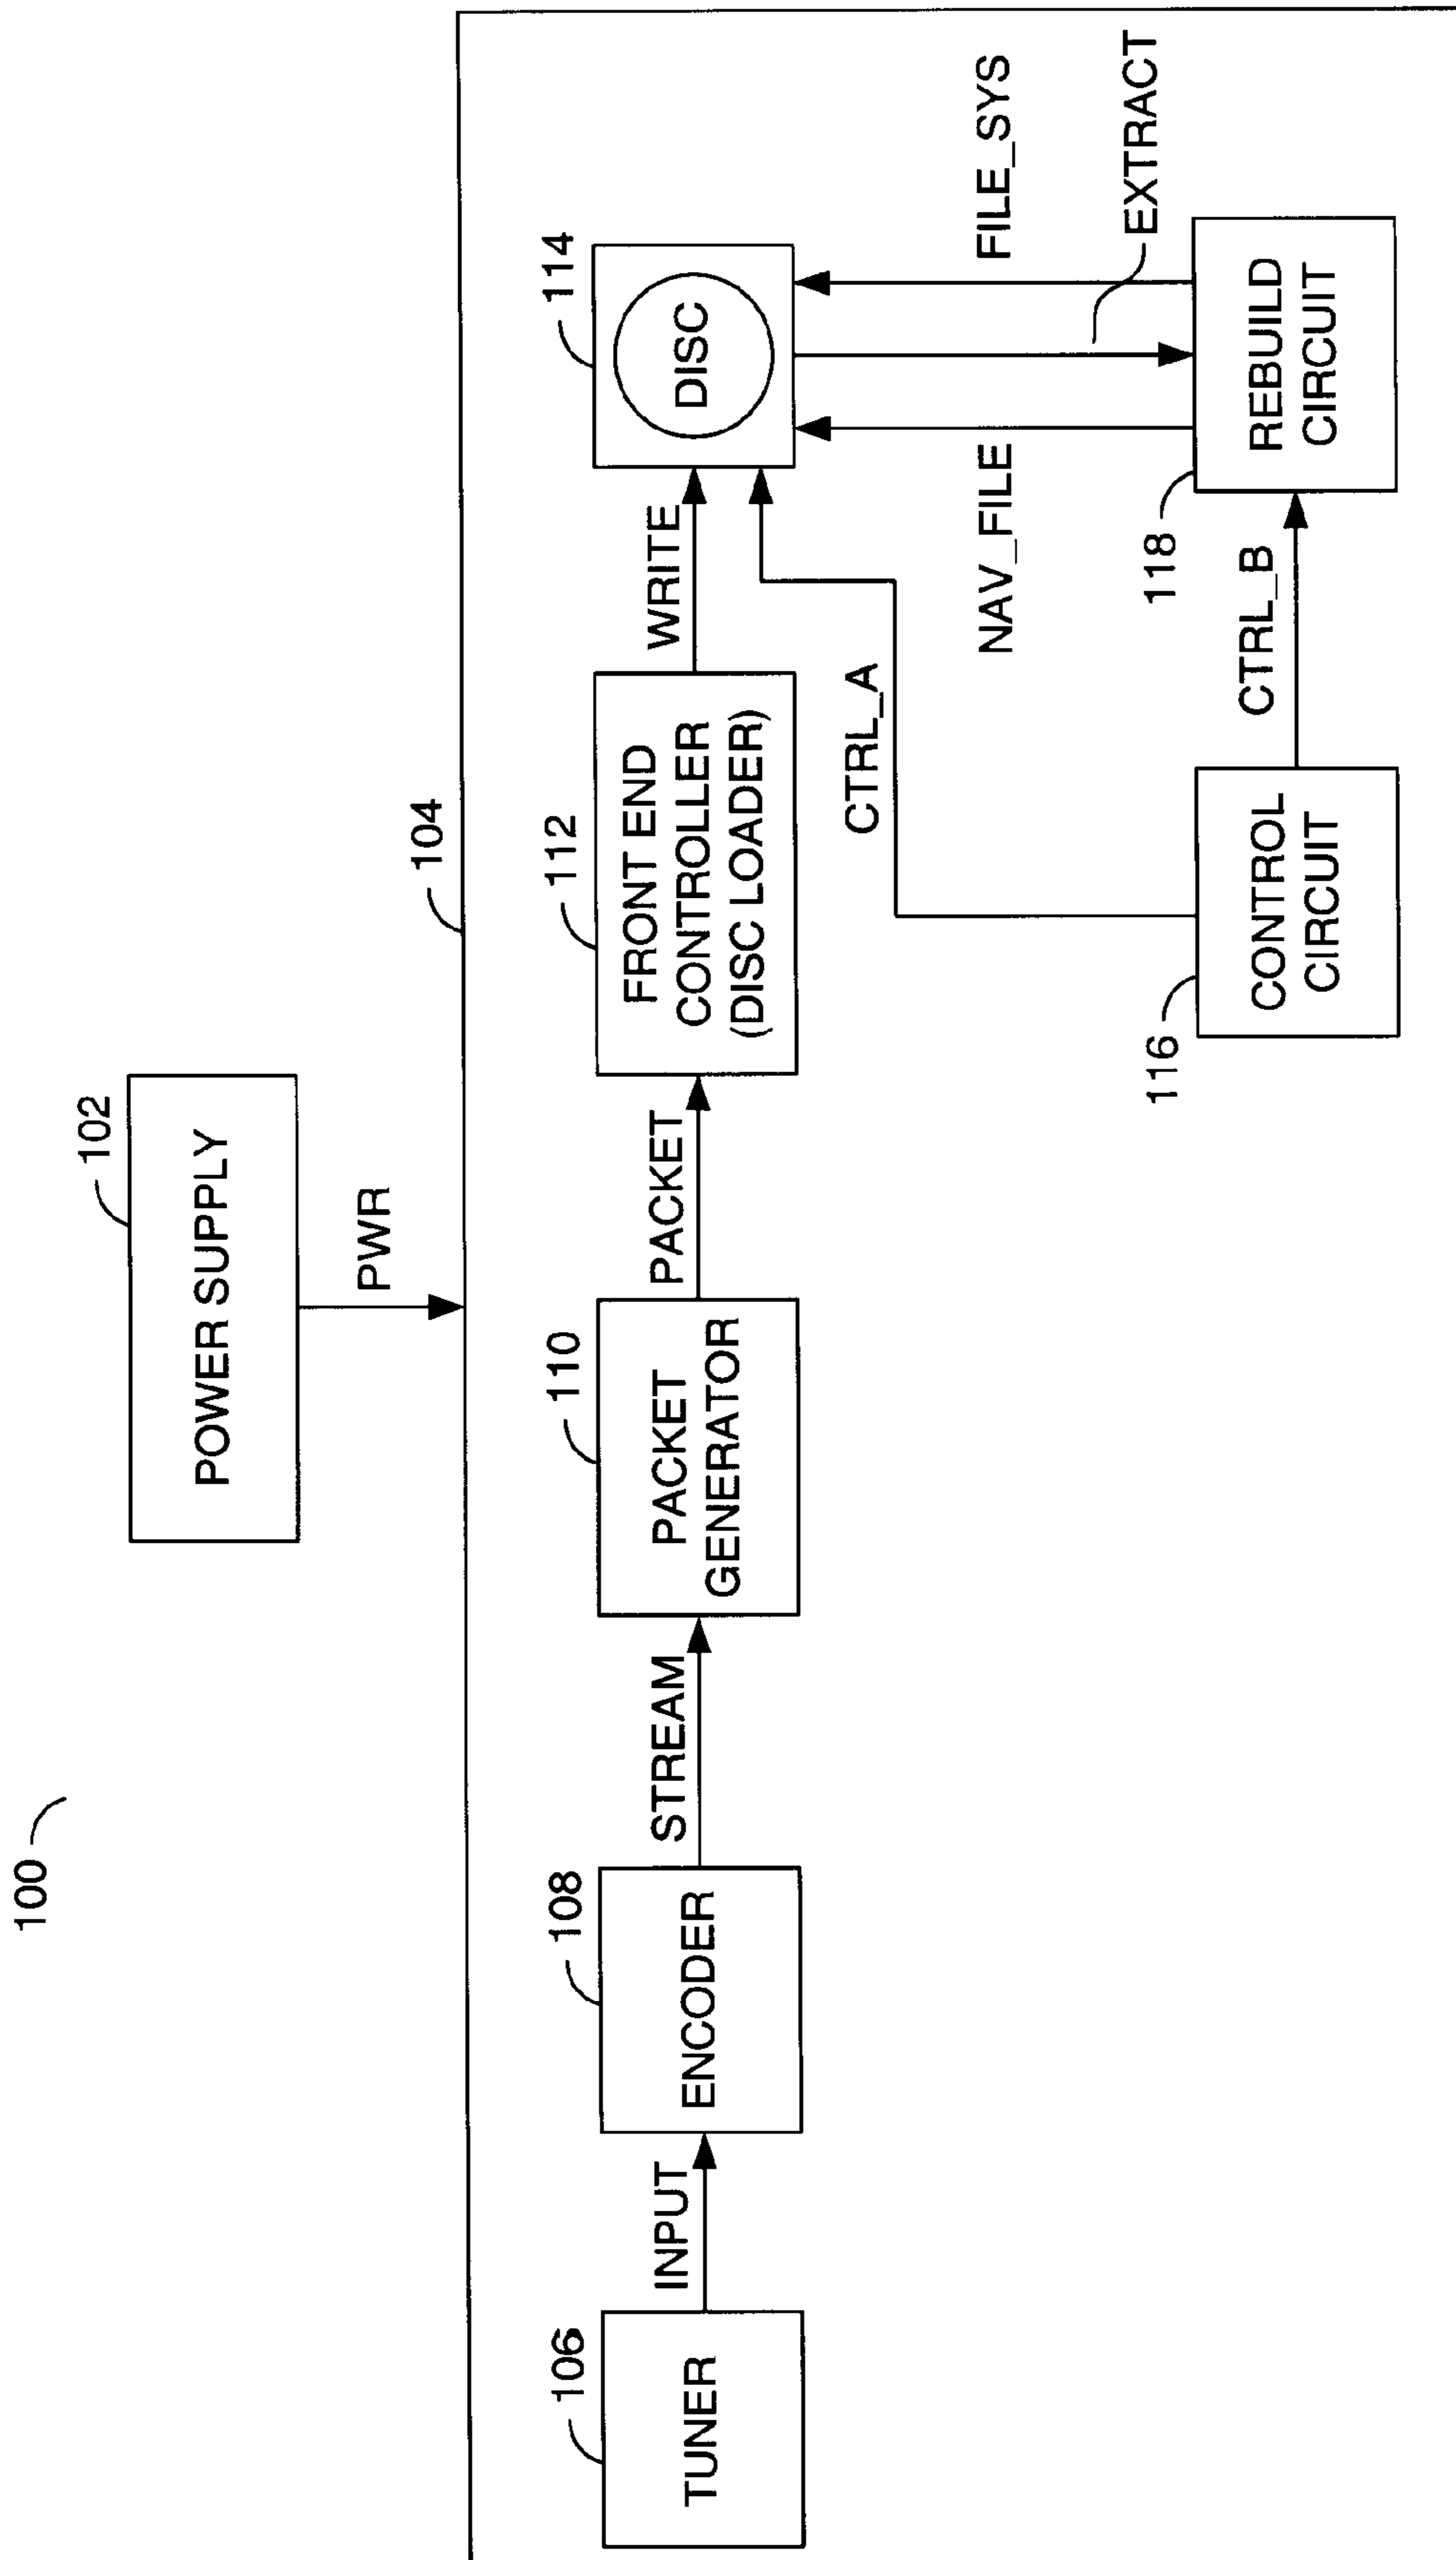 100
102
POWER SUPPLY
PWR
104
106
TUNER
INPUT
108
ENCODER
STREAM
110
PACKET
GENERATOR
PACKET
112
FRONT END
CONTROLLER
(DISC LOADER)
WRITE
114
DISC
CTRL_A
NAV_FILE
FILE_SYS
EXTRACT
116
CONTROL
CIRCUIT
CTRL_B
118
REBUILD
CIRCUIT